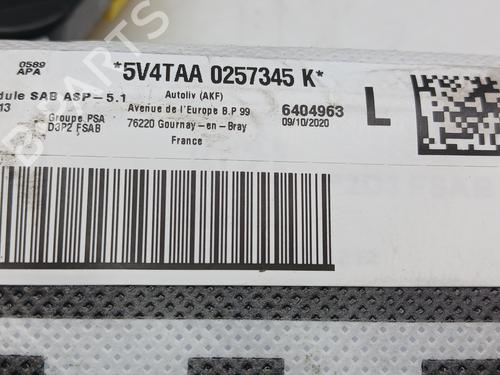 0589
APA
*5V4TAA 0257345 K*
dule SAB ASP-5.1
13
Groupe PSA
D3P2 FSAB
Autoliv (AKF)
Avenue de l'Europe B.P 99
76220 Gournay-en-Bray
France
6404963
09/10/2020
L